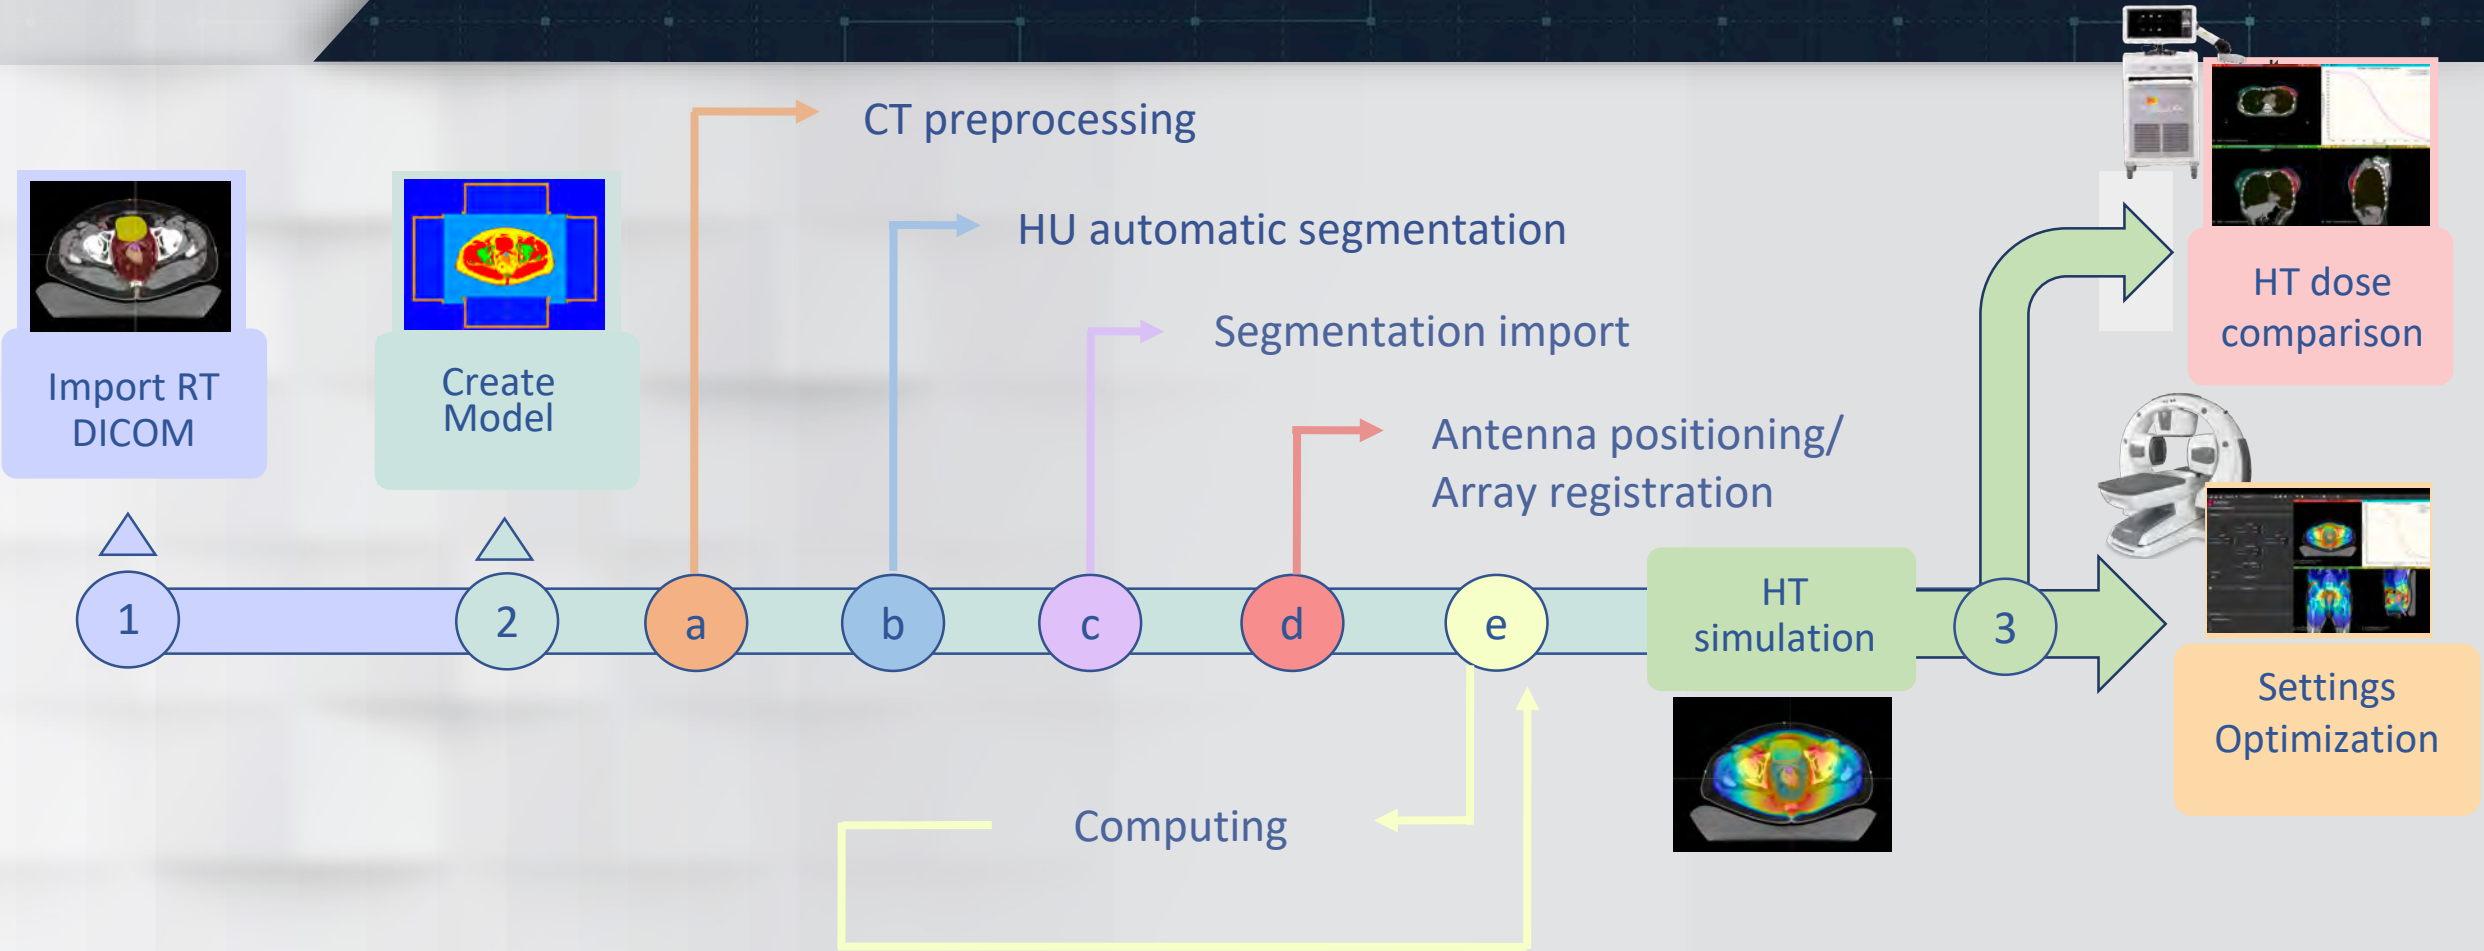 CT preprocessing
HU automatic segmentation
Segmentation import
Antenna positioning/
Array registration
Import RT
DICOM
Create
Model
HT dose
comparison
1
2
a
b
c
d
e
HT
simulation
3
Settings
Optimization
Computing